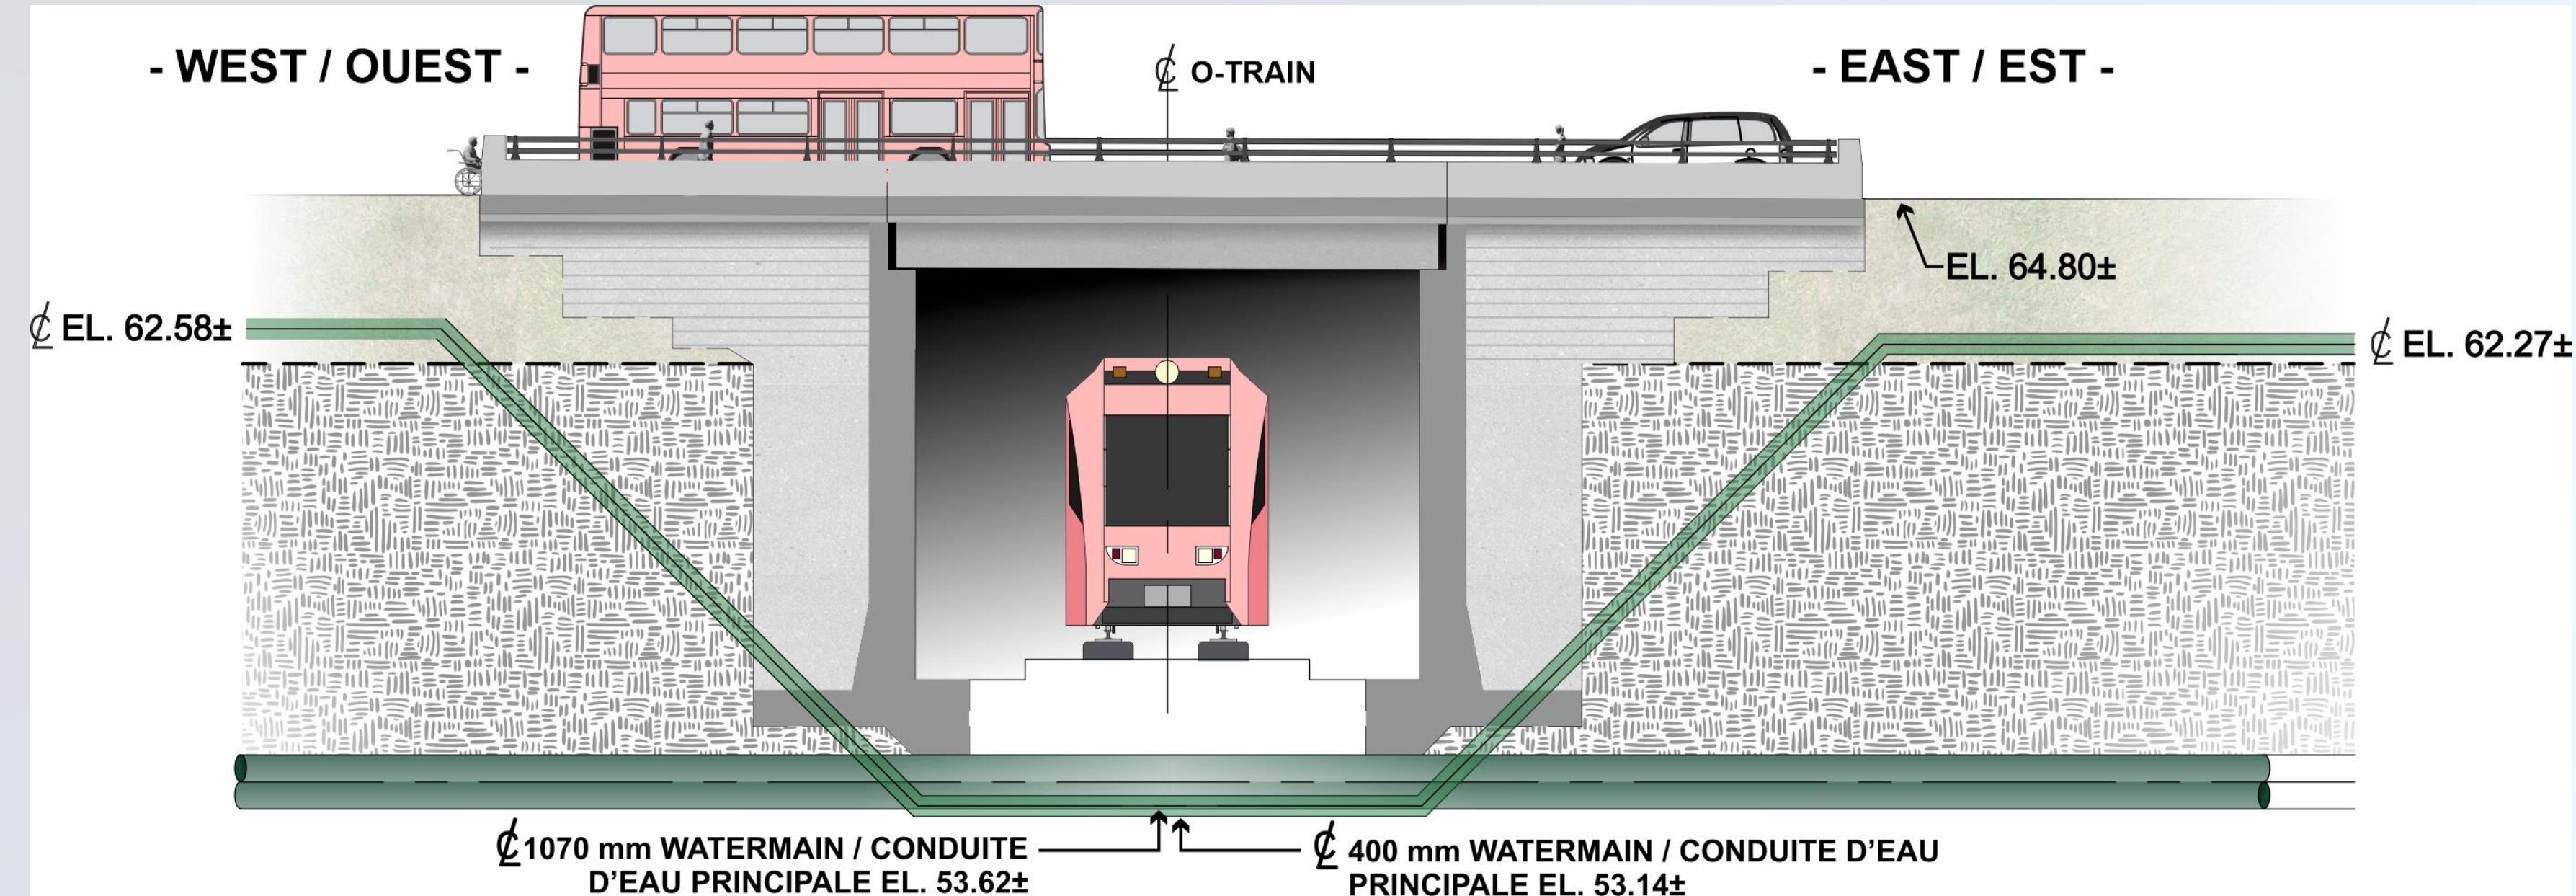 - WEST / OUEST -
℄ O-TRAIN
- EAST / EST -
EL. 64.80±
℄ EL. 62.58±
℄ EL. 62.27±
℄ 1070 mm WATERMAIN / CONDUITE
D'EAU PRINCIPALE EL. 53.62±
℄ 400 mm WATERMAIN / CONDUITE D'EAU
PRINCIPALE EL. 53.14±